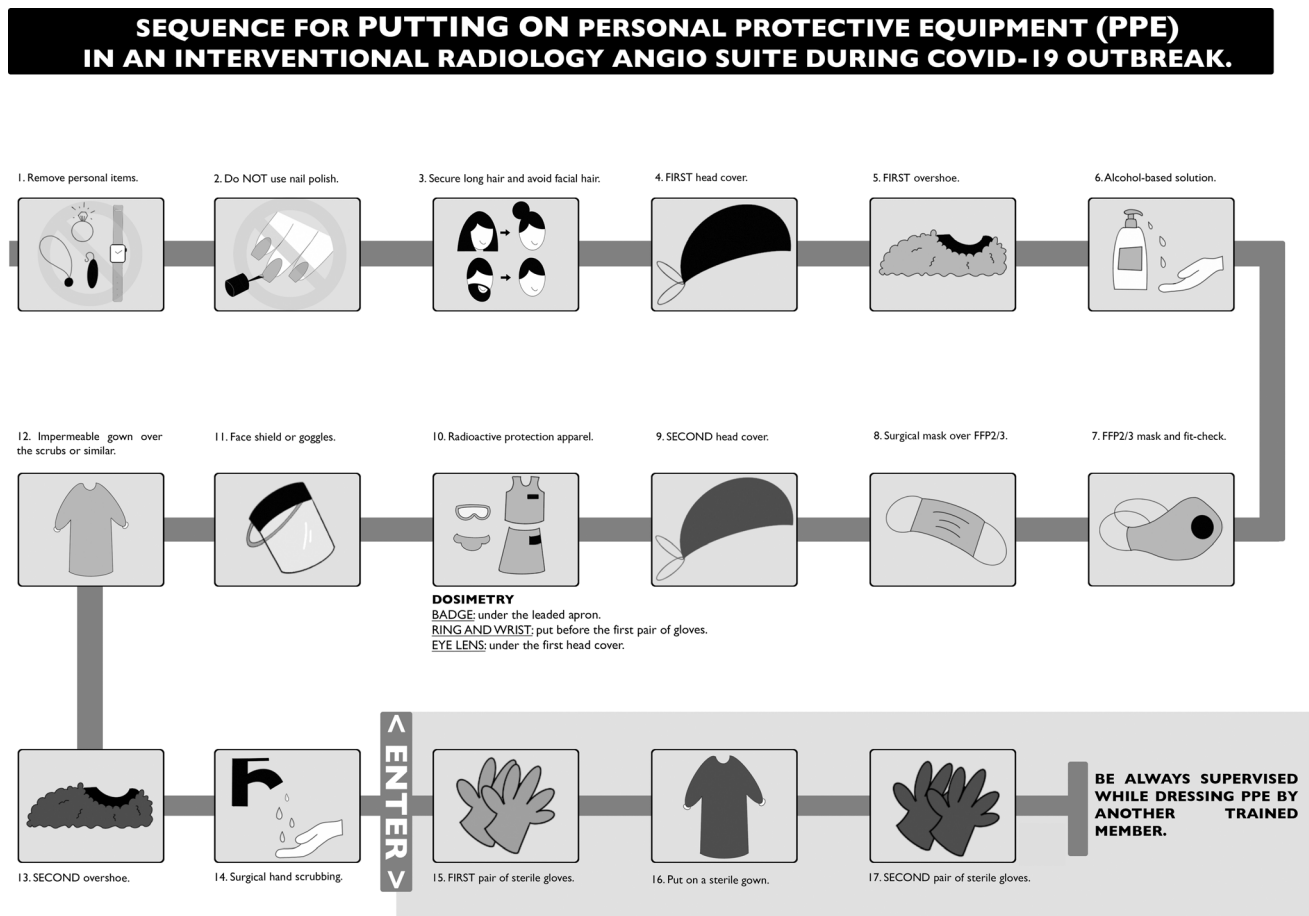 SEQUENCE FOR PUTTING ON PERSONAL PROTECTIVE EQUIPMENT (PPE)
IN AN INTERVENTIONAL RADIOLOGY ANGIO SUITE DURING COVID-19 OUTBREAK.
1. Remove personal items.
2. Do NOT use nail polish.
3. Secure long hair and avoid facial hair.
4. FIRST head cover.
5. FIRST overshoe.
6. Alcohol-based solution.
7. FFP2/3 mask and fit-check.
8. Surgical mask over FFP2/3.
9. SECOND head cover.
10. Radioactive protection apparel.
DOSIMETRY
BADGE: under the leaded apron.
RING AND WRIST: put before the first pair of gloves.
EYE LENS: under the first head cover.
11. Face shield or goggles.
12. Impermeable gown over
the scrubs or similar.
13. SECOND overshoe.
14. Surgical hand scrubbing.
< ENTER >
15. FIRST pair of sterile gloves.
16. Put on a sterile gown.
17. SECOND pair of sterile gloves.
BE ALWAYS SUPERVISED
WHILE DRESSING PPE BY
ANOTHER TRAINED
MEMBER.